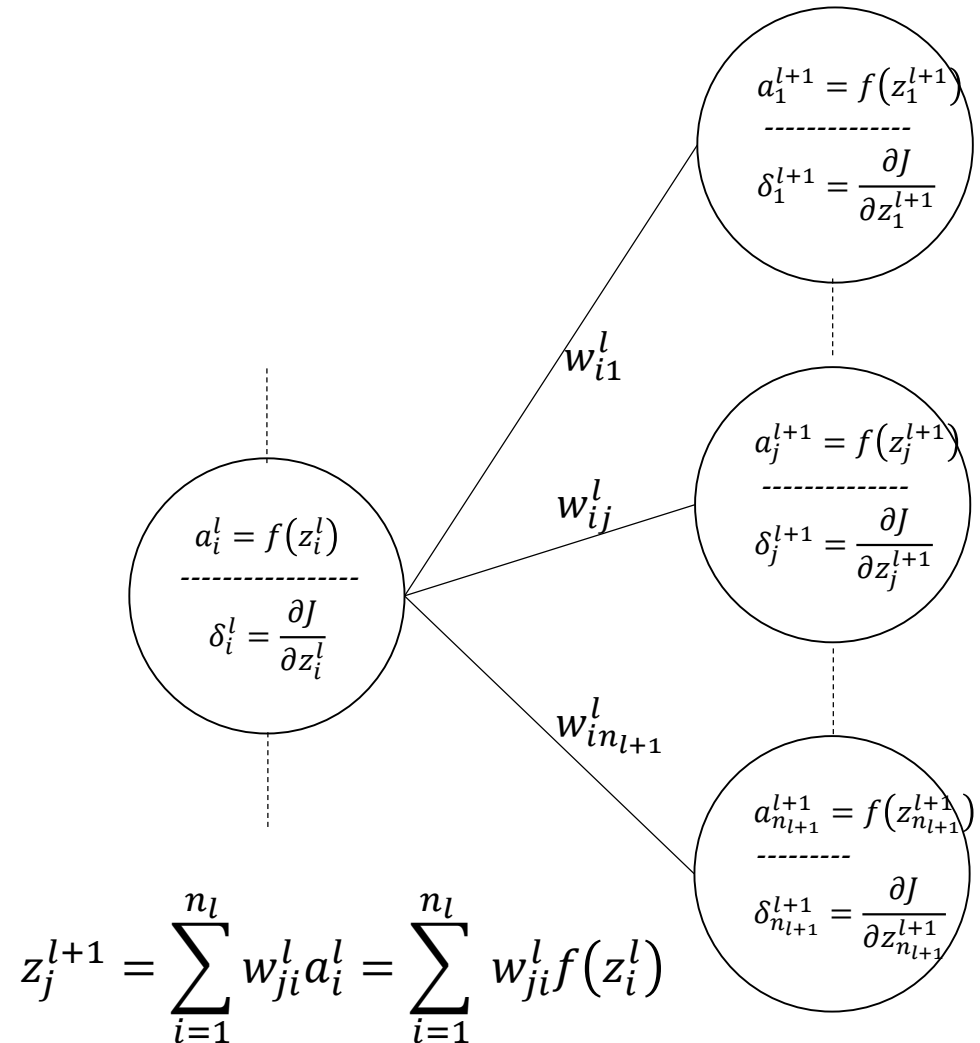 a_1^{l+1} = f(z_1^{l+1})
--------------
δ_1^{l+1} = ∂J/∂z_1^{l+1}
w_{i1}^l
a_j^{l+1} = f(z_j^{l+1})
--------------
δ_j^{l+1} = ∂J/∂z_j^{l+1}
w_{ij}^l
a_i^l = f(z_i^l)
-----------------
δ_i^l = ∂J/∂z_i^l
w_{in_{l+1}}^l
a_{n_{l+1}}^{l+1} = f(z_{n_{l+1}}^{l+1})
---------
δ_{n_{l+1}}^{l+1} = ∂J/∂z_{n_{l+1}}^{l+1}
z_j^{l+1} = ∑_{i=1}^{n_l} w_{ji}^l a_i^l = ∑_{i=1}^{n_l} w_{ji}^l f(z_i^l)